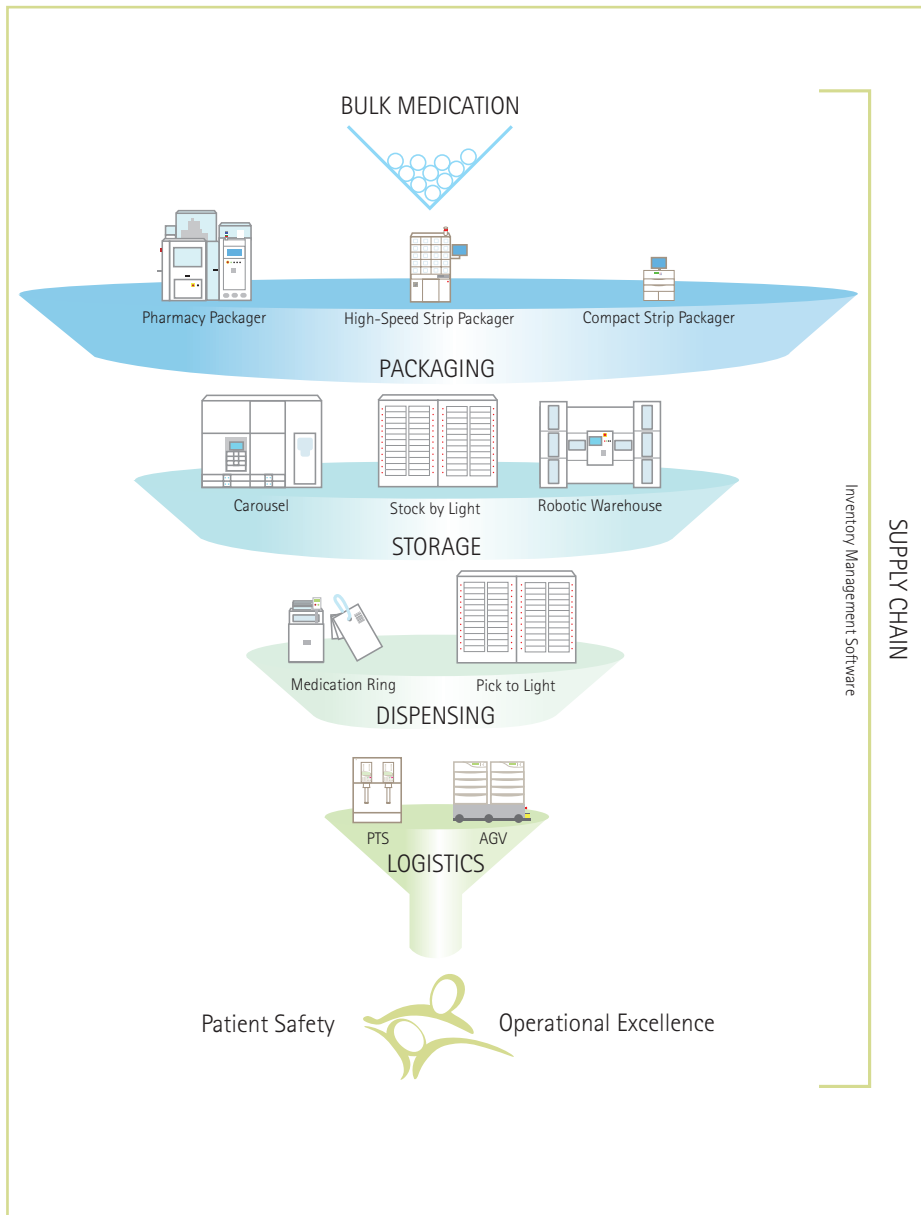 BULK MEDICATION
Pharmacy Packager
High-Speed Strip Packager
Compact Strip Packager
PACKAGING
Carousel
Stock by Light
Robotic Warehouse
STORAGE
Medication Ring
Pick to Light
DISPENSING
PTS
AGV
LOGISTICS
Patient Safety
Operational Excellence
Inventory Management Software
SUPPLY CHAIN